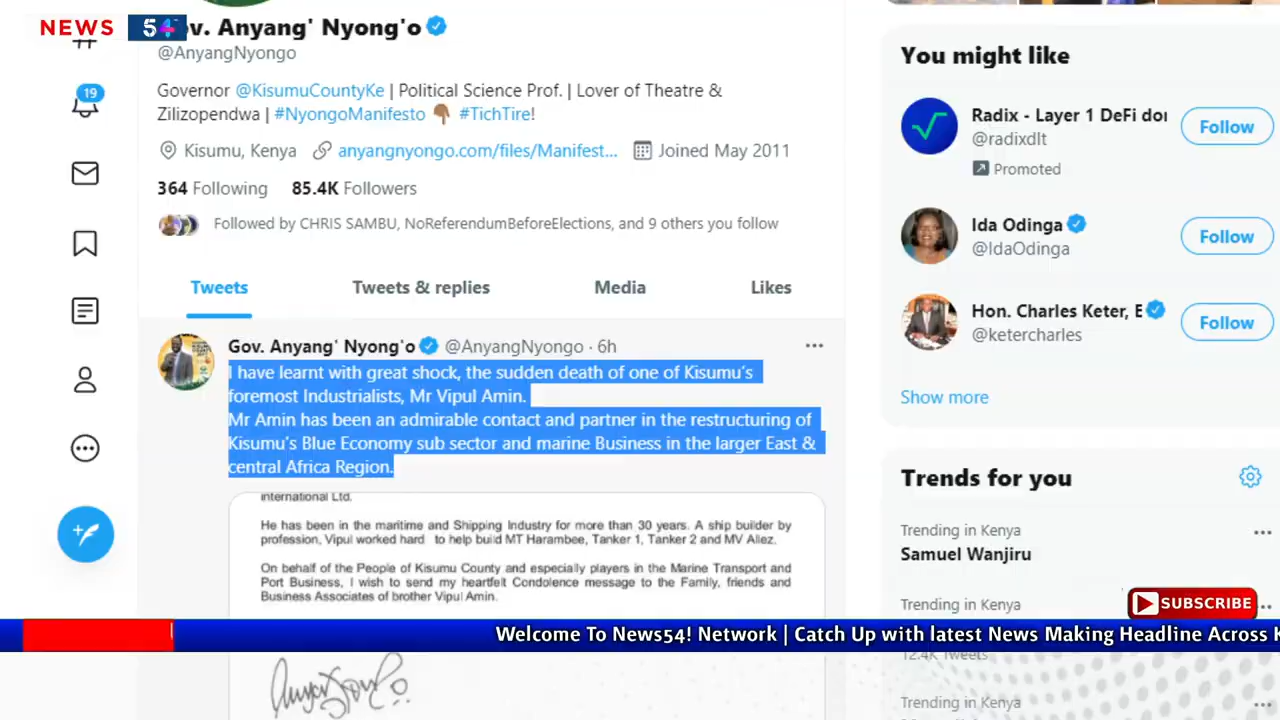 NEWS 54
ov. Anyang' Nyong'o
@AnyangNyongo
Governor @KisumuCountyKe | Political Science Prof. | Lover of Theatre &
Zilizopendwa | #NyongoManifesto #TichTire!
Kisumu, Kenya anyangnyongo.com/files/Manifest... Joined May 2011
364 Following 85.4K Followers
Followed by CHRIS SAMBU, NoReferendumBeforeElections, and 9 others you follow
Tweets Tweets & replies Media Likes
Gov. Anyang' Nyong'o @AnyangNyongo · 6h
I have learnt with great shock, the sudden death of one of Kisumu's
foremost Industrialists, Mr Vipul Amin.
Mr Amin has been an admirable contact and partner in the restructuring of
Kisumu's Blue Economy sub sector and marine Business in the larger East &
central Africa Region.
international Ltd.
He has been in the maritime and Shipping Industry for more than 30 years. A ship builder by
profession, Vipul worked hard to help build MT Harambee, Tanker 1, Tanker 2 and MV Allez.
On behalf of the People of Kisumu County and especially players in the Marine Transport and
Port Business, I wish to send my heartfelt Condolence message to the Family, friends and
Business Associates of brother Vipul Amin.
19
You might like
Radix - Layer 1 DeFi dor
@radixdlt
Follow
Promoted
Ida Odinga
@IdaOdinga
Follow
Hon. Charles Keter, E
@ketercharles
Follow
Show more
Trends for you
Trending in Kenya
Samuel Wanjiru
Trending in Kenya
SUBSCRIBE
Welcome To News54! Network | Catch Up with latest News Making Headline Across K
12.4K Tweets
Trending in Kenya